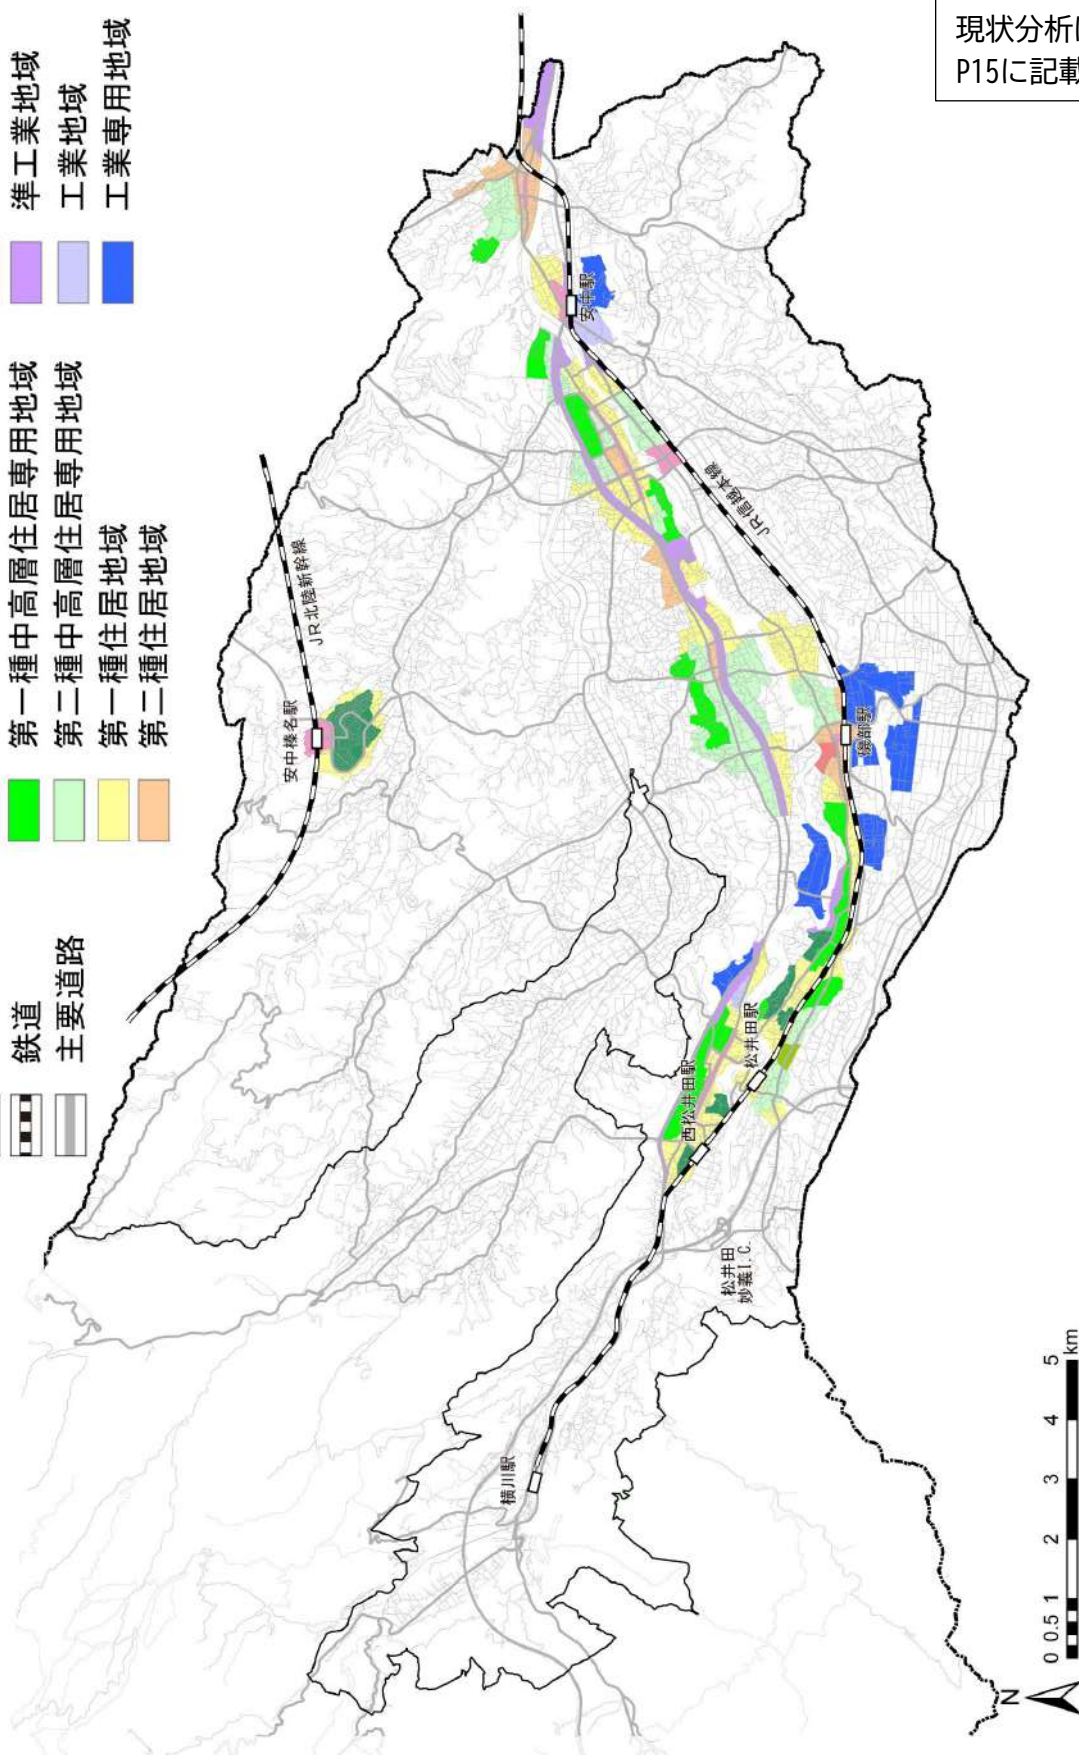 現状分析
P15に記載
鉄道
主要道路
第一種中高層住居専用地域
第二種中高層住居専用地域
第一種住居地域
第二種住居地域
準工業地域
工業地域
工業専用地域
JR北陸新幹線
安中榛名駅
安中駅
JR信越本線
磯部駅
松井田駅
西松井田駅
松井田
妙義I.C.
横川駅
N
0 0.5 1 2 3 4 5
km